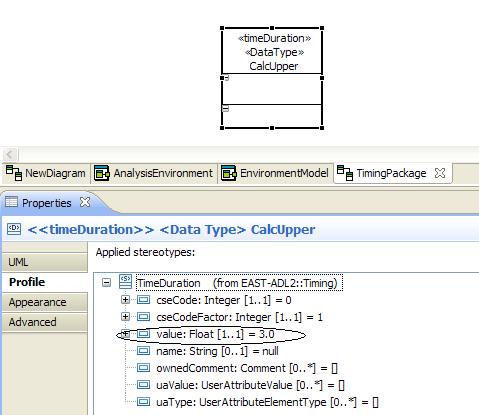 «timeDuration»
«DataType»
CalcUpper
NewDiagram AnalysisEnvironment EnvironmentModel TimingPackage
Properties
<<timeDuration>> <Data Type> CalcUpper
Applied stereotypes:
UML
Profile
Appearance
Advanced
TimeDuration (from EAST-ADL2::Timing)
cseCode: Integer [1..1] = 0
cseCodeFactor: Integer [1..1] = 1
value: Float [1..1] = 3.0
name: String [0..1] = null
ownedComment: Comment [0..*] = []
uaValue: UserAttributeValue [0..*] = []
uaType: UserAttributeElementType [0..*] = []